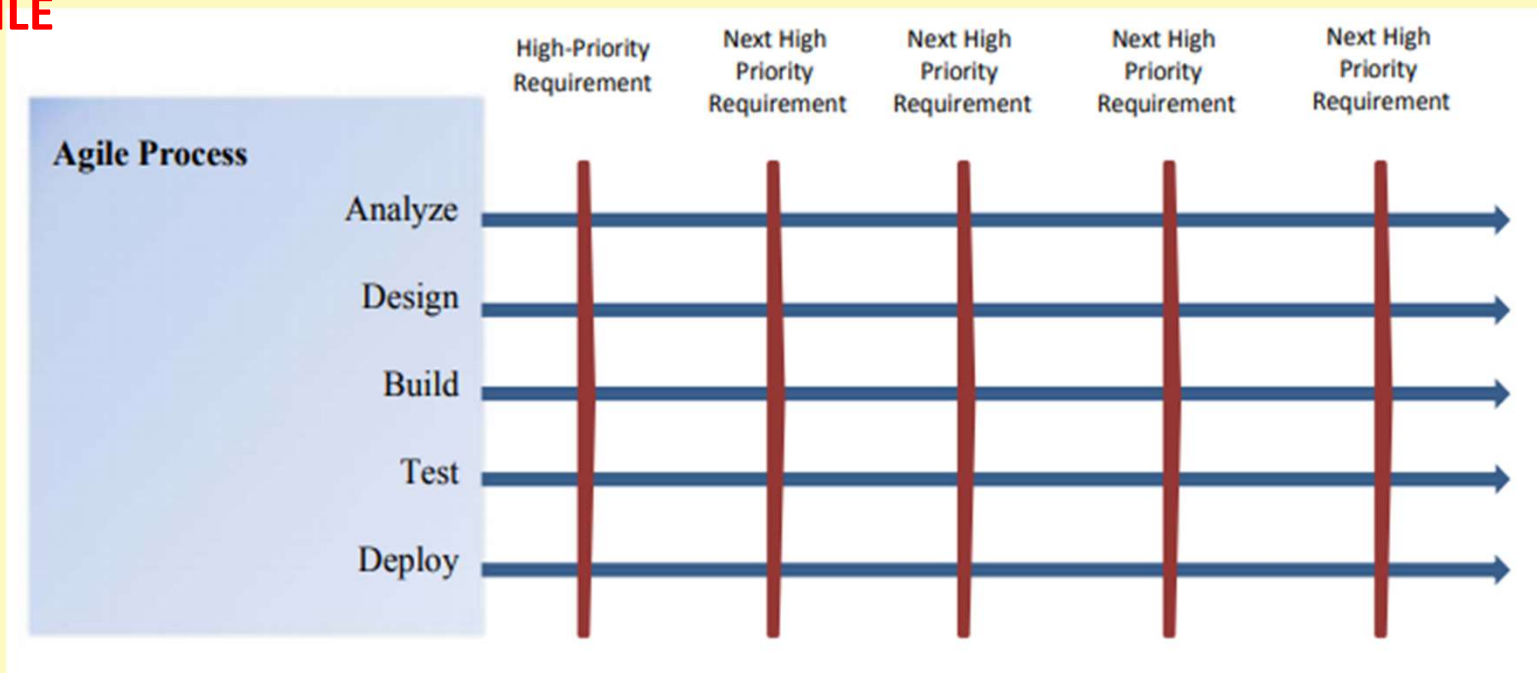 High-Priority
Requirement
Next High
Priority
Requirement
Next High
Priority
Requirement
Next High
Priority
Requirement
Next High
Priority
Requirement
Agile Process
Analyze
Design
Build
Test
Deploy